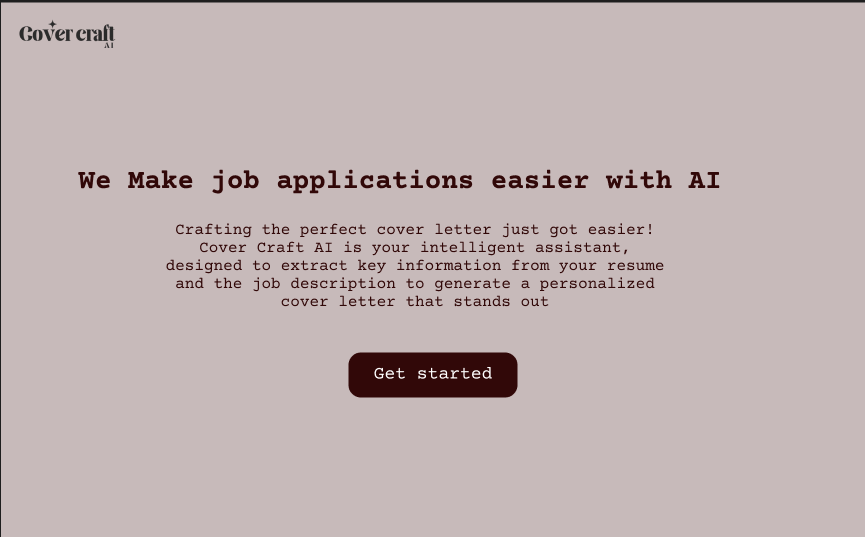 Cover craft
AI
We Make job applications easier with AI
Crafting the perfect cover letter just got easier!
Cover Craft AI is your intelligent assistant,
designed to extract key information from your resume
and the job description to generate a personalized
cover letter that stands out
Get started